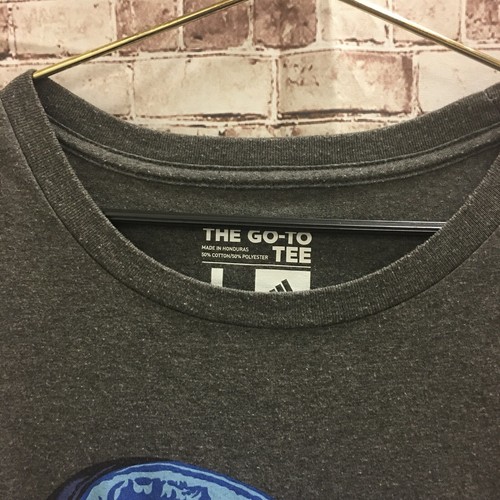 THE GO-TO
MADE IN HONDURAS
50% COTTON/50% POLYESTER
TEE